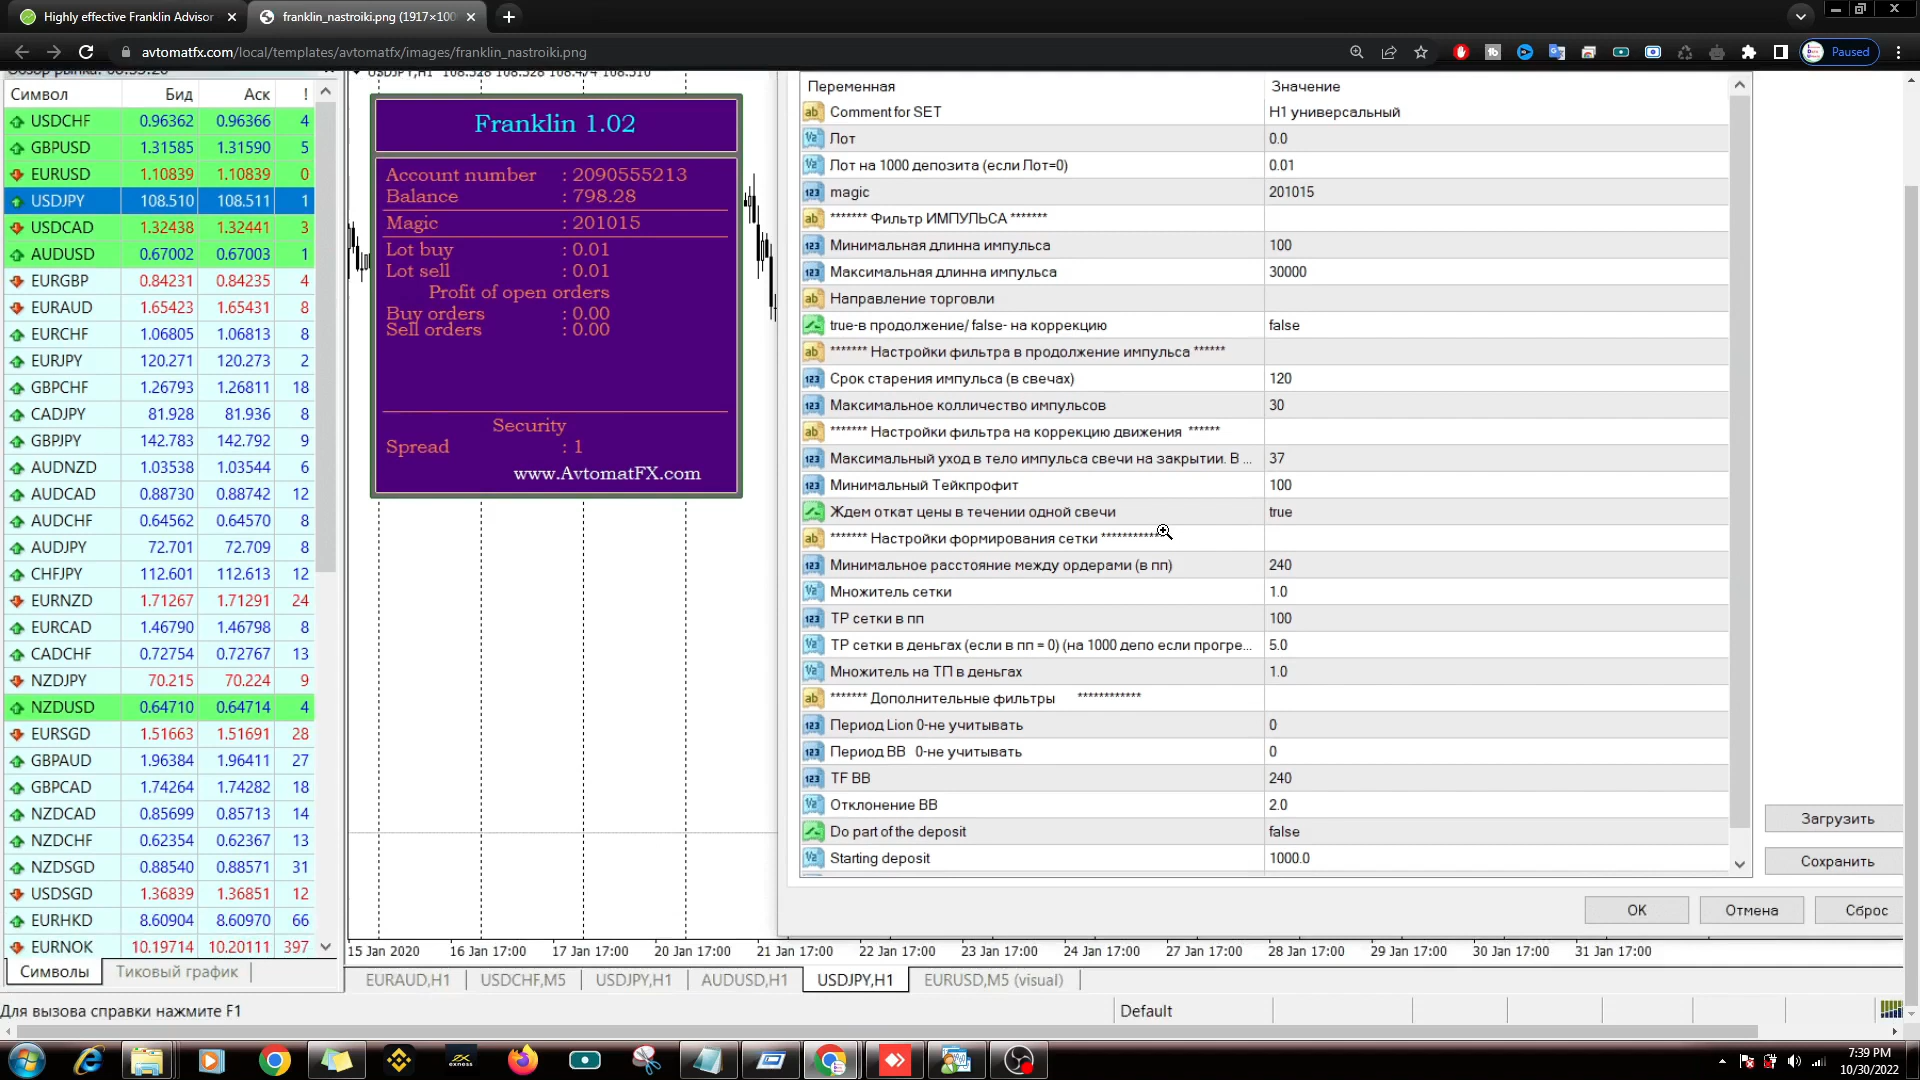 Highly effective Franklin Advisor
franklin_nastroiki.png (1917×100
avtomatfx.com/local/templates/avtomatfx/images/franklin_nastroiki.png
Paused
USDJPY,H1 108.528 108.528 108.474 108.510
Символ Бид Аск !
USDCHF 0.96362 0.96366 4
GBPUSD 1.31585 1.31590 5
EURUSD 1.10839 1.10839 0
USDJPY 108.510 108.511 1
USDCAD 1.32438 1.32441 3
AUDUSD 0.67002 0.67003 1
EURGBP 0.84231 0.84235 4
EURAUD 1.65423 1.65431 8
EURCHF 1.06805 1.06813 8
EURJPY 120.271 120.273 2
GBPCHF 1.26793 1.26811 18
CADJPY 81.928 81.936 8
GBPJPY 142.783 142.792 9
AUDNZD 1.03538 1.03544 6
AUDCAD 0.88730 0.88742 12
AUDCHF 0.64562 0.64570 8
AUDJPY 72.701 72.709 8
CHFJPY 112.601 112.613 12
EURNZD 1.71267 1.71291 24
EURCAD 1.46790 1.46798 8
CADCHF 0.72754 0.72767 13
NZDJPY 70.215 70.224 9
NZDUSD 0.64710 0.64714 4
EURSGD 1.51663 1.51691 28
GBPAUD 1.96384 1.96411 27
GBPCAD 1.74264 1.74282 18
NZDCAD 0.85699 0.85713 14
NZDCHF 0.62354 0.62367 13
NZDSGD 0.88540 0.88571 31
USDSGD 1.36839 1.36851 12
EURHKD 8.60904 8.60970 66
EURNOK 10.19714 10.20111 397
Символы Тиковый график
Franklin 1.02
Account number : 2090555213
Balance : 798.28
Magic : 201015
Lot buy : 0.01
Lot sell : 0.01
Profit of open orders
Buy orders : 0.00
Sell orders : 0.00
Security
Spread : 1
www.AvtomatFX.com
Переменная Значение
Comment for SET H1 универсальный
Лот 0.0
Лот на 1000 депозита (если Лот=0) 0.01
magic 201015
******* Фильтр ИМПУЛЬСА *******
Минимальная длинна импульса 100
Максимальная длинна импульса 30000
Направление торговли
true-в продолжение/ false- на коррекцию false
******* Настройки фильтра в продолжение импульса ******
Срок старения импульса (в свечах) 120
Максимальное колличество импульсов 30
******* Настройки фильтра на коррекцию движения ******
Максимальный уход в тело импульса свечи на закрытии. В ... 37
Минимальный Тейкпрофит 100
Ждем откат цены в течении одной свечи true
******* Настройки формирования сетки ************
Минимальное расстояние между ордерами (в пп) 240
Множитель сетки 1.0
TP сетки в пп 100
TP сетки в деньгах (если в пп = 0) (на 1000 депо если прогре... 5.0
Множитель на ТП в деньгах 1.0
******* Дополнительные фильтры ************
Период Lion 0-не учитывать 0
Период BB 0-не учитывать 0
TF BB 240
Отклонение BB 2.0
Do part of the deposit false
Starting deposit 1000.0
Загрузить
Сохранить
OK Отмена Сброс
15 Jan 2020 16 Jan 17:00 17 Jan 17:00 20 Jan 17:00 21 Jan 17:00 22 Jan 17:00 23 Jan 17:00 24 Jan 17:00 27 Jan 17:00 28 Jan 17:00 29 Jan 17:00 30 Jan 17:00 31 Jan 17:00
EURAUD,H1 USDCHF,M5 USDJPY,H1 AUDUSD,H1 USDJPY,H1 EURUSD,M5 (visual)
Для вызова справки нажмите F1
Default
exness
7:39 PM
10/30/2022